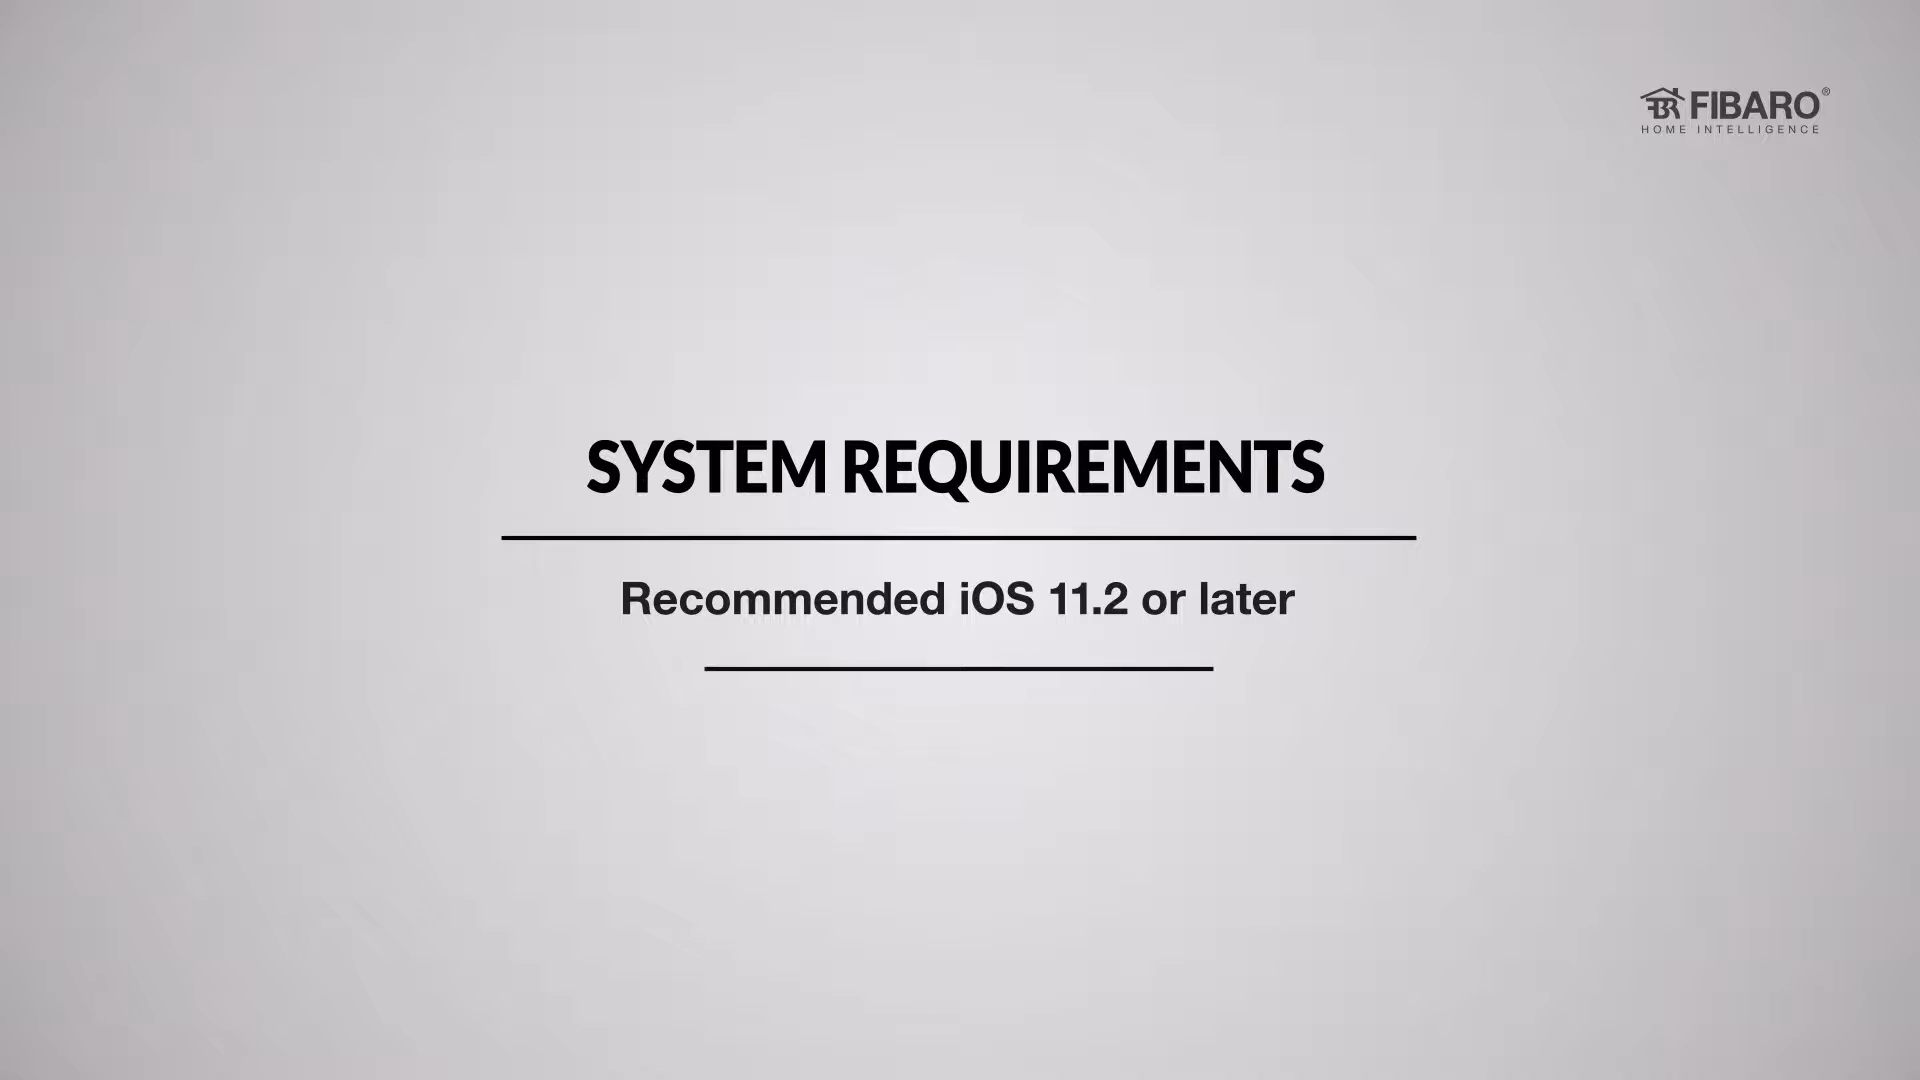 FIBARO®
HOME INTELLIGENCE
SYSTEM REQUIREMENTS
Recommended iOS 11.2 or later